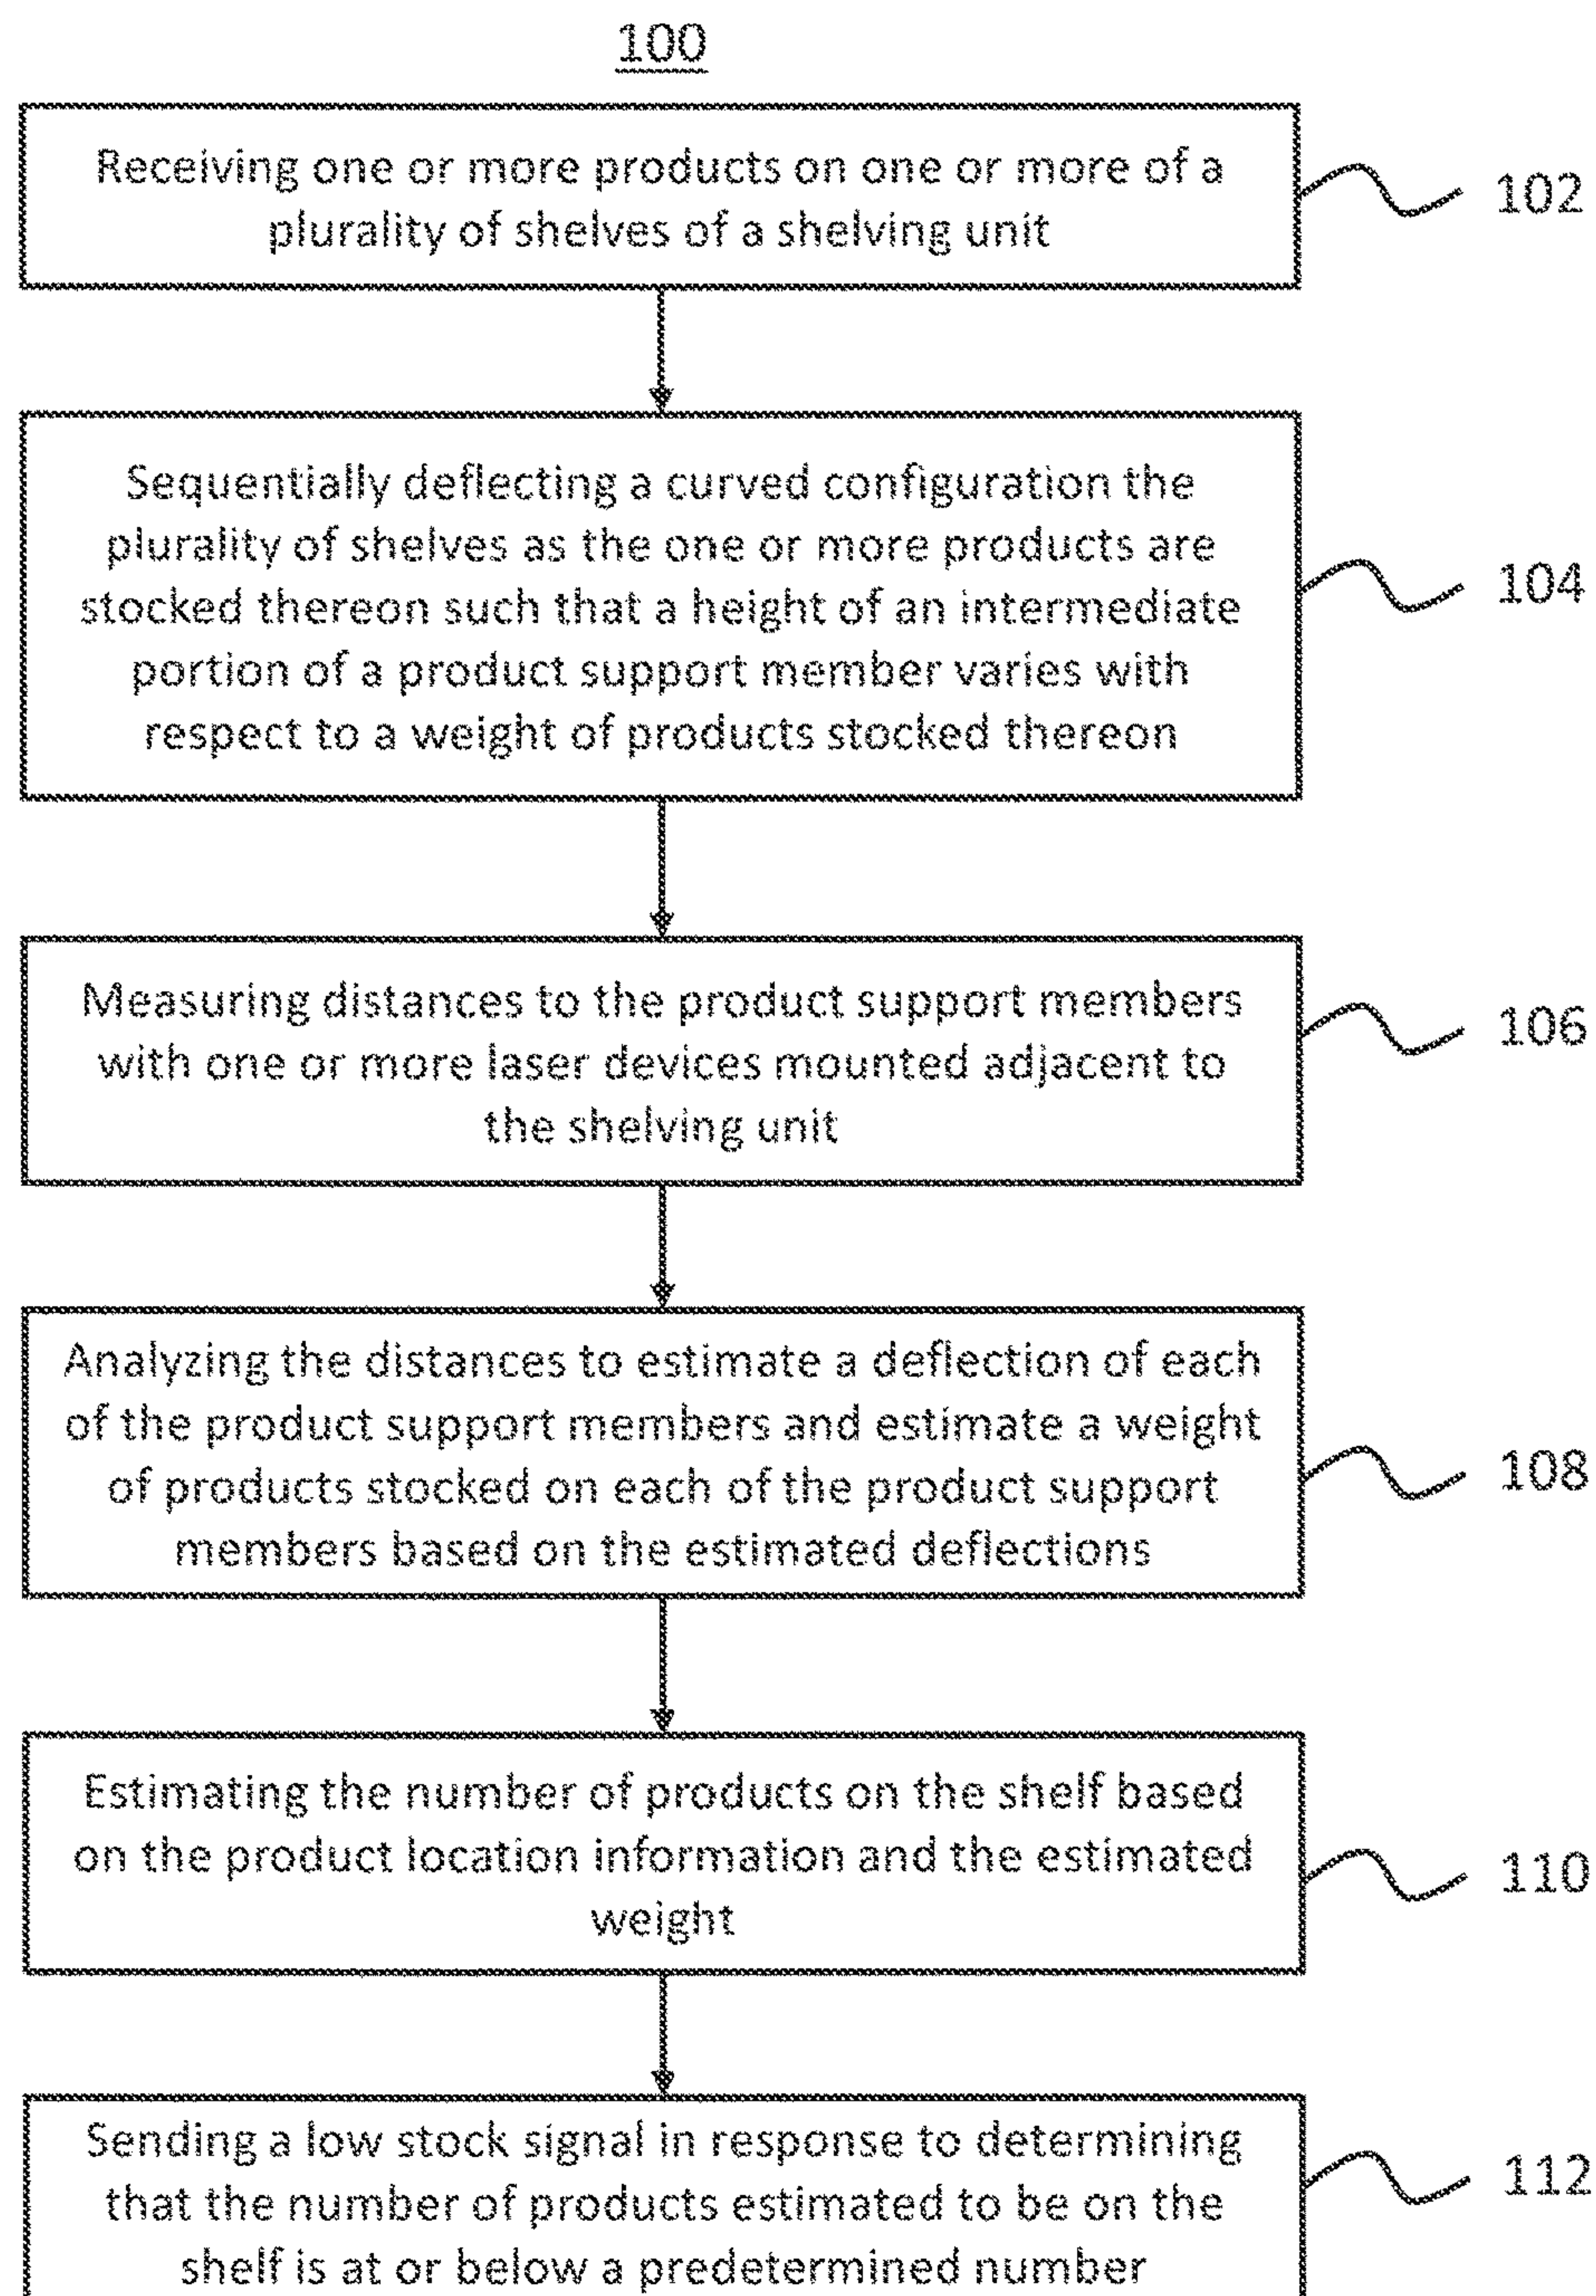 100
Receiving one or more products on one or more of a
plurality of shelves of a shelving unit
102
Sequentially deflecting a curved configuration the
plurality of shelves as the one or more products are
stocked thereon such that a height of an intermediate
portion of a product support member varies with
respect to a weight of products stocked thereon
104
Measuring distances to the product support members
with one or more laser devices mounted adjacent to
the shelving unit
106
Analyzing the distances to estimate a deflection of each
of the product support members and estimate a weight
of products stocked on each of the product support
members based on the estimated deflections
108
Estimating the number of products on the shelf based
on the product location information and the estimated
weight
110
Sending a low stock signal in response to determining
that the number of products estimated to be on the
shelf is at or below a predetermined number
112